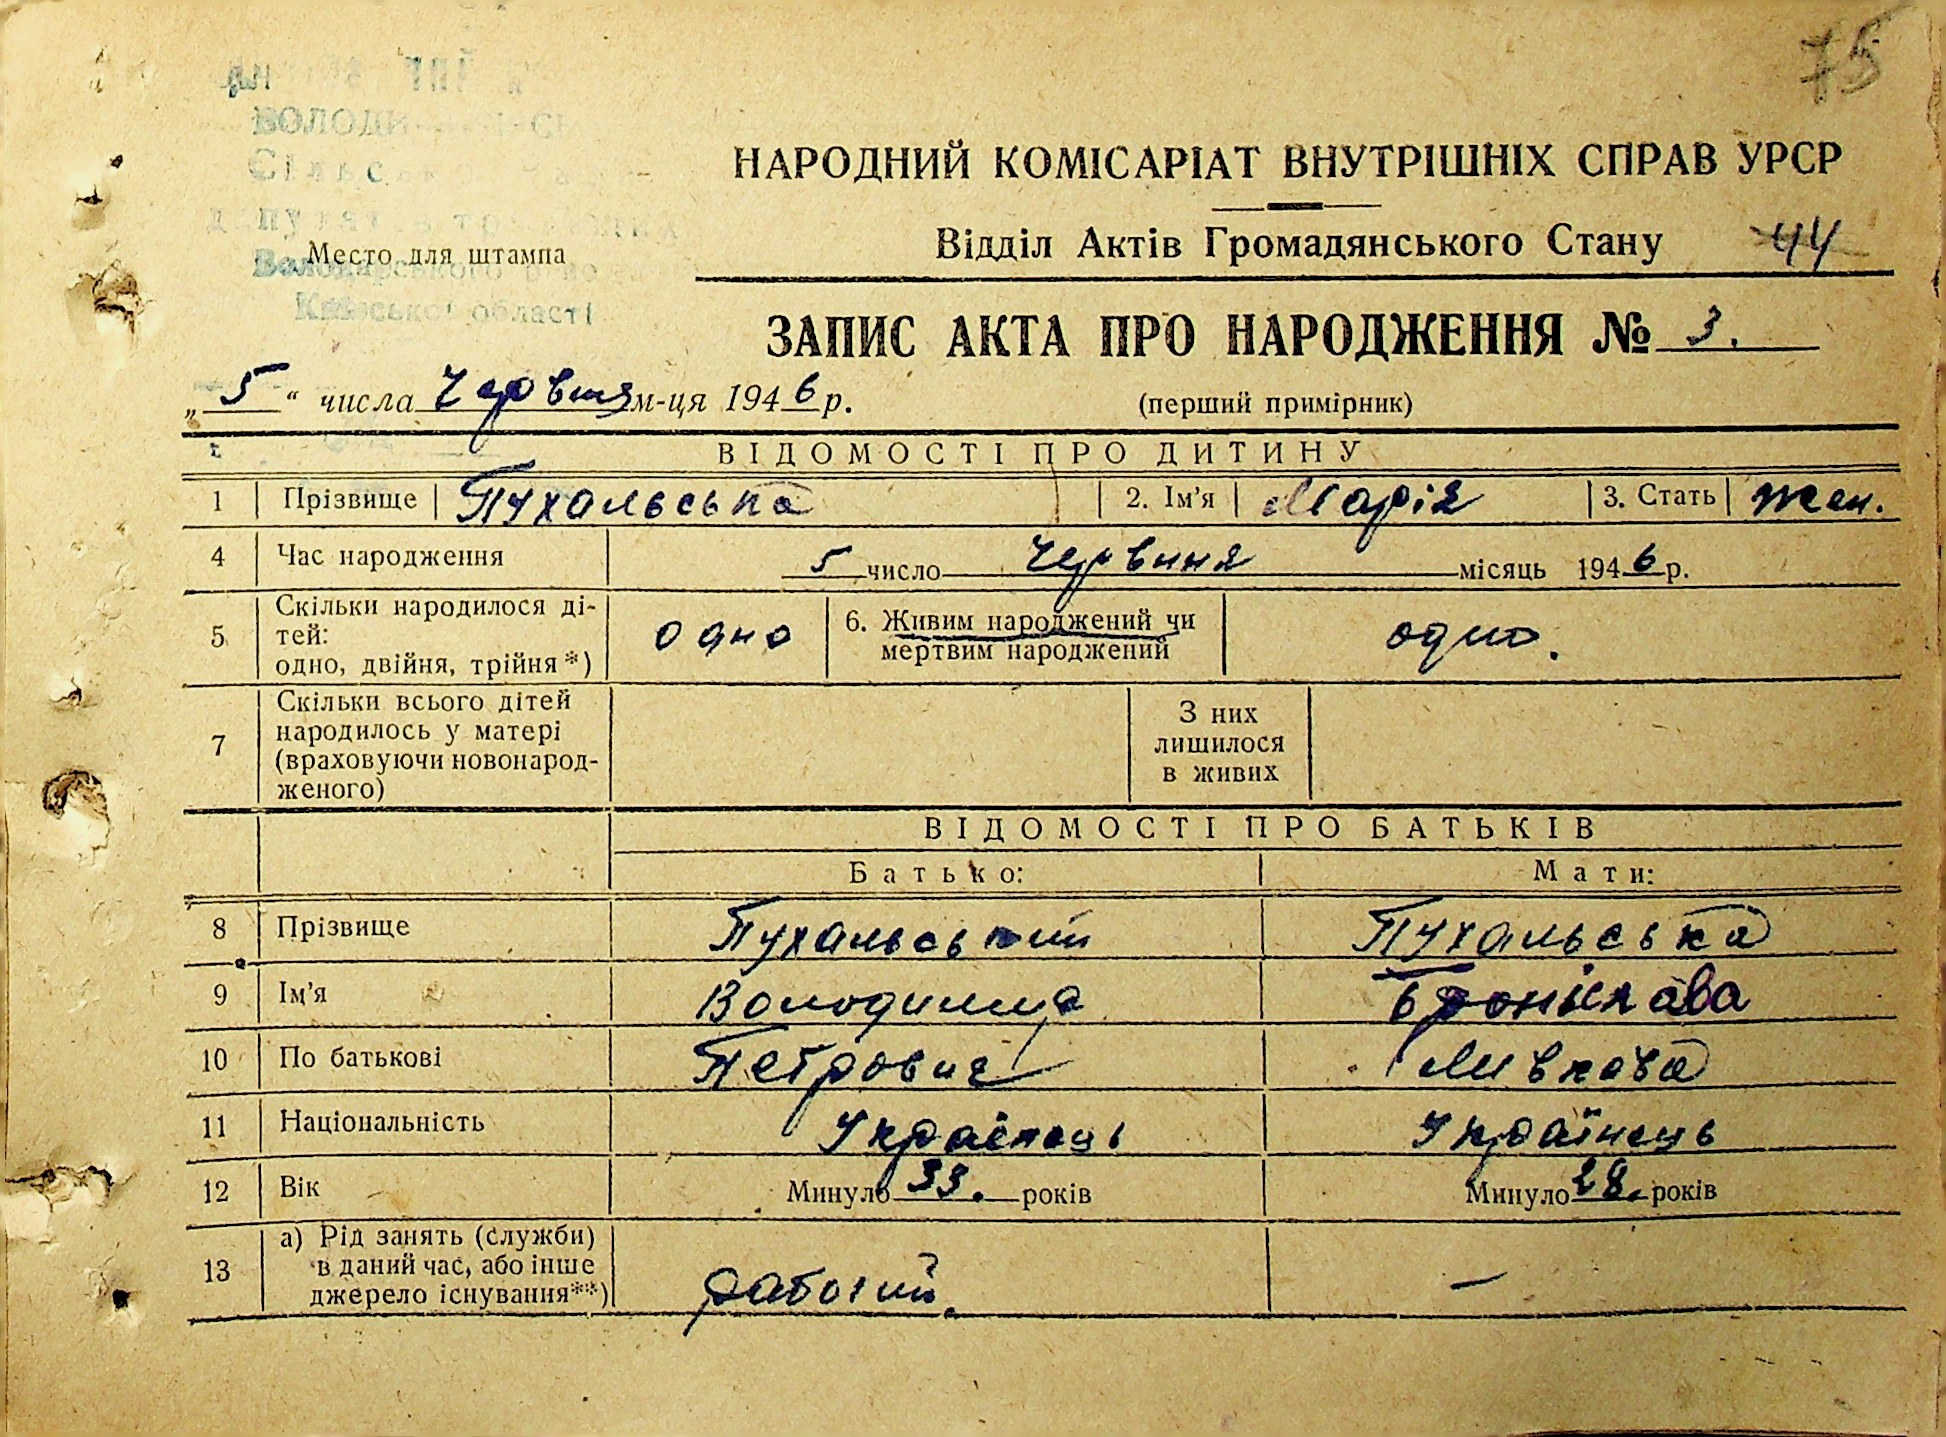 75
НАРОДНИЙ КОМІСАРІАТ ВНУТРІШНІХ СПРАВ УРСР
Відділ Актів Громадянського Стану 44
Место для штампа
Київської області
ЗАПИС АКТА ПРО НАРОДЖЕННЯ № 3.
„5“ числа Червня м-ця 1946 р.
(перший примірник)
ВІДОМОСТІ ПРО ДИТИНУ
1 Прізвище Пухальська 2. Ім'я Марія 3. Стать жен.
4 Час народження 5 число Червиня місяць 1946 р.
5 Скільки народилося ді-
тей:
одно, двійня, трійня*) одно 6. Живим народжений чи
мертвим народжений одно.
7 Скільки всього дітей
народилось у матері
(враховуючи новонарод-
женого) З них
лишилося
в живих
ВІДОМОСТІ ПРО БАТЬКІВ
Батько: Мати:
8 Прізвище Пухальський Пухальська
9 Ім'я Володимир Броніслава
10 По батькові Петрович
11 Національність Українець Українець
12 Вік Минуло 33. років Минуло 28. років
13 а) Рід занять (служби)
в даний час, або інше
джерело існування**) рабочий. —